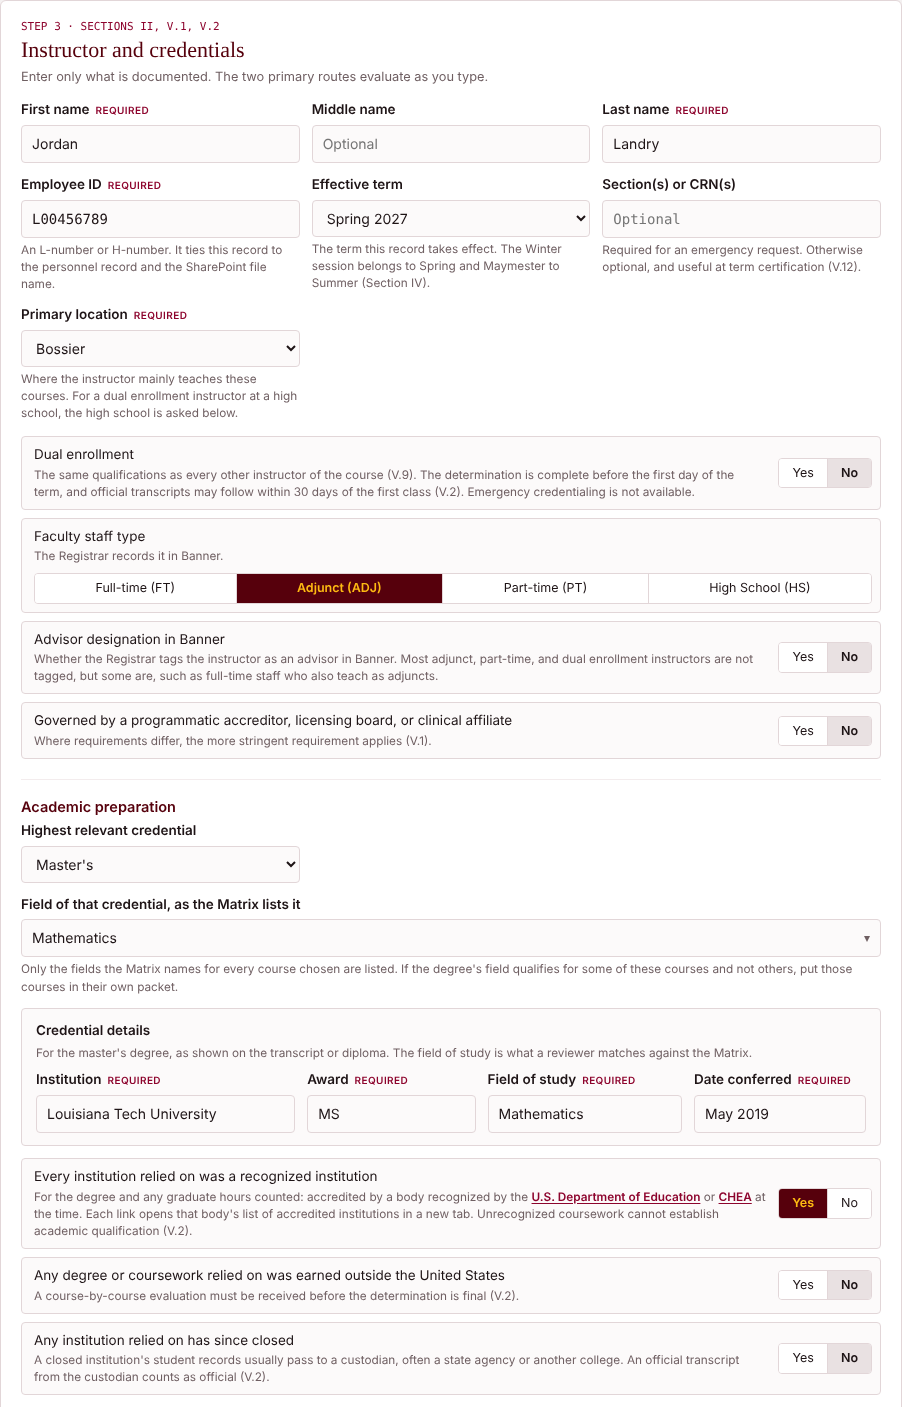 STEP 3 · SECTIONS II, V.1, V.2
Instructor and credentials
Enter only what is documented. The two primary routes evaluate as you type.
First name REQUIRED
Middle name
Last name REQUIRED
Jordan
Optional
Landry
Employee ID REQUIRED
Effective term
Section(s) or CRN(s)
L00456789
Spring 2027
Optional
An L-number or H-number. It ties this record to
the personnel record and the SharePoint file
name.
The term this record takes effect. The Winter
session belongs to Spring and Maymester to
Summer (Section IV).
Required for an emergency request. Otherwise
optional, and useful at term certification (V.12).
Primary location REQUIRED
Bossier
Where the instructor mainly teaches these
courses. For a dual enrollment instructor at a high
school, the high school is asked below.
Dual enrollment
The same qualifications as every other instructor of the course (V.9). The determination is complete before the first day of the
term, and official transcripts may follow within 30 days of the first class (V.2). Emergency credentialing is not available.
Yes No
Faculty staff type
The Registrar records it in Banner.
Full-time (FT) Adjunct (ADJ) Part-time (PT) High School (HS)
Advisor designation in Banner
Whether the Registrar tags the instructor as an advisor in Banner. Most adjunct, part-time, and dual enrollment instructors are not
tagged, but some are, such as full-time staff who also teach as adjuncts.
Yes No
Governed by a programmatic accreditor, licensing board, or clinical affiliate
Where requirements differ, the more stringent requirement applies (V.1).
Yes No
Academic preparation
Highest relevant credential
Master's
Field of that credential, as the Matrix lists it
Mathematics
Only the fields the Matrix names for every course chosen are listed. If the degree's field qualifies for some of these courses and not others, put those
courses in their own packet.
Credential details
For the master's degree, as shown on the transcript or diploma. The field of study is what a reviewer matches against the Matrix.
Institution REQUIRED
Award REQUIRED
Field of study REQUIRED
Date conferred REQUIRED
Louisiana Tech University
MS
Mathematics
May 2019
Every institution relied on was a recognized institution
For the degree and any graduate hours counted: accredited by a body recognized by the U.S. Department of Education or CHEA at
the time. Each link opens that body's list of accredited institutions in a new tab. Unrecognized coursework cannot establish
academic qualification (V.2).
Yes No
Any degree or coursework relied on was earned outside the United States
A course-by-course evaluation must be received before the determination is final (V.2).
Yes No
Any institution relied on has since closed
A closed institution's student records usually pass to a custodian, often a state agency or another college. An official transcript
from the custodian counts as official (V.2).
Yes No